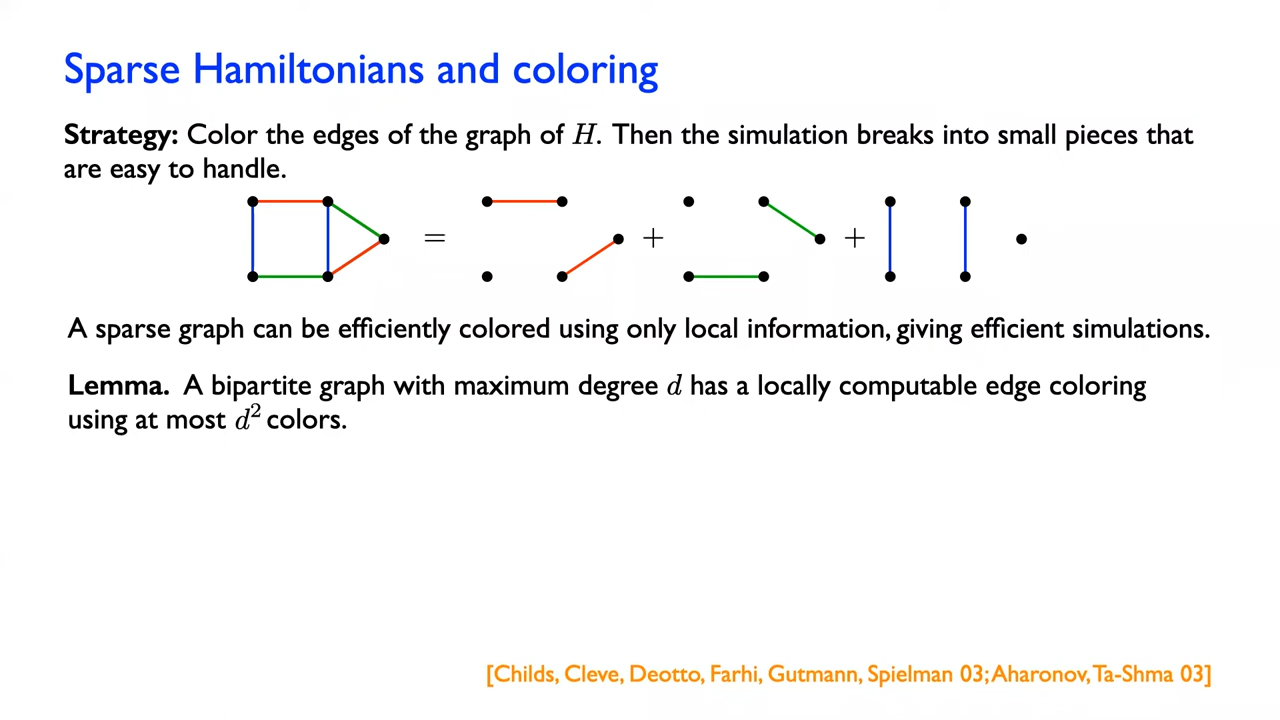 Sparse Hamiltonians and coloring
Strategy: Color the edges of the graph of H. Then the simulation breaks into small pieces that
are easy to handle.
= + +
A sparse graph can be efficiently colored using only local information, giving efficient simulations.
Lemma. A bipartite graph with maximum degree d has a locally computable edge coloring
using at most d² colors.
[Childs, Cleve, Deotto, Farhi, Gutmann, Spielman 03; Aharonov, Ta-Shma 03]